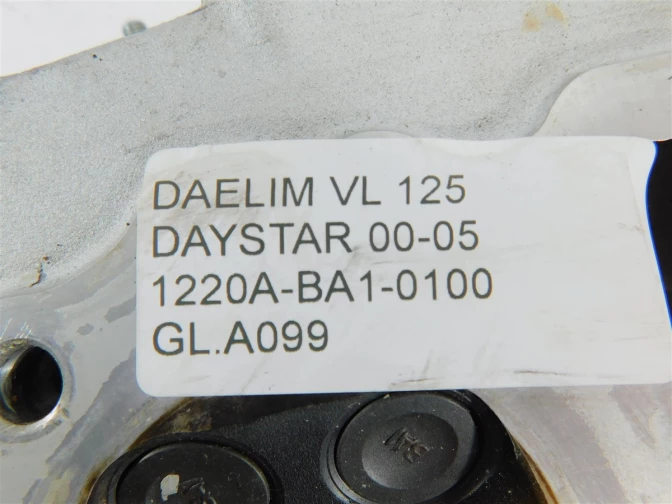 DAELIM VL 125
DAYSTAR 00-05
1220A-BA1-0100
GL.A099